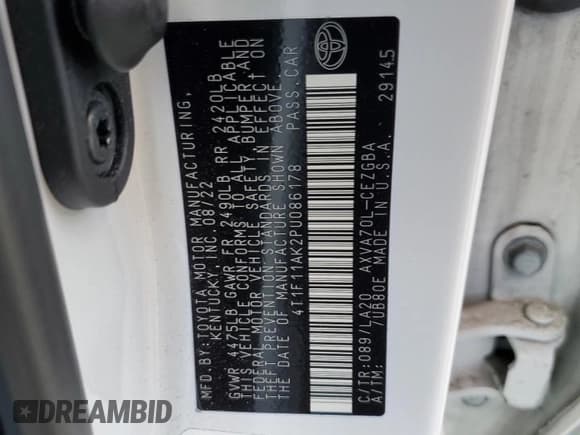 MFD.BY:TOYOTA MOTOR MANUFACTURING,
KENTUCKY, INC. 08/22
GVWR 4475LB GAWR FR 2490LB RR 2420LB
THIS VEHICLE CONFORMS TO ALL APPLICABLE
FEDERAL MOTOR VEHICLE SAFETY, BUMPER,AND
THEFT PREVENTION STANDARDS IN EFFECT ON
THE DATE OF MANUFACTURE SHOWN ABOVE.
4T1F11AK2PU086178 PASS.CAR
C/TR:089/LA20 AXVA70L-CEZGBA
A/TM: /UB80E MADE IN U.S.A. 29145
DREAMBID